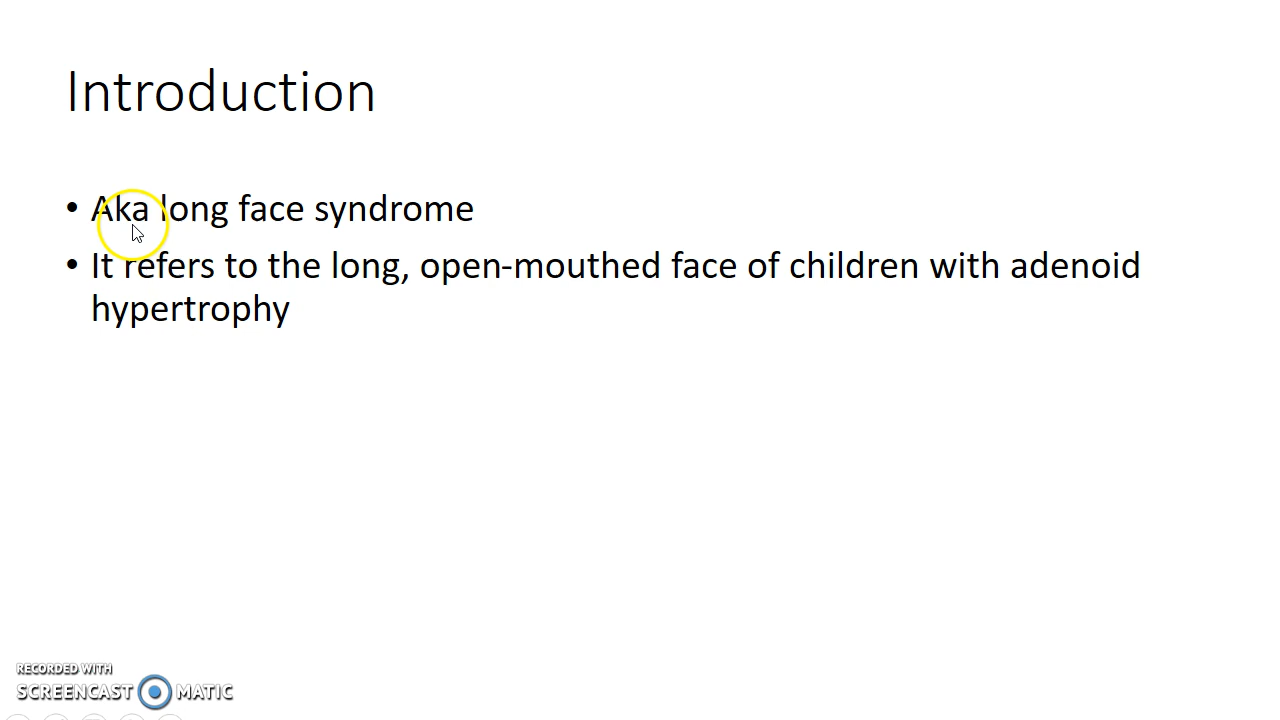 Introduction
• Aka long face syndrome
• It refers to the long, open-mouthed face of children with adenoid
hypertrophy
RECORDED WITH
SCREENCAST MATIC